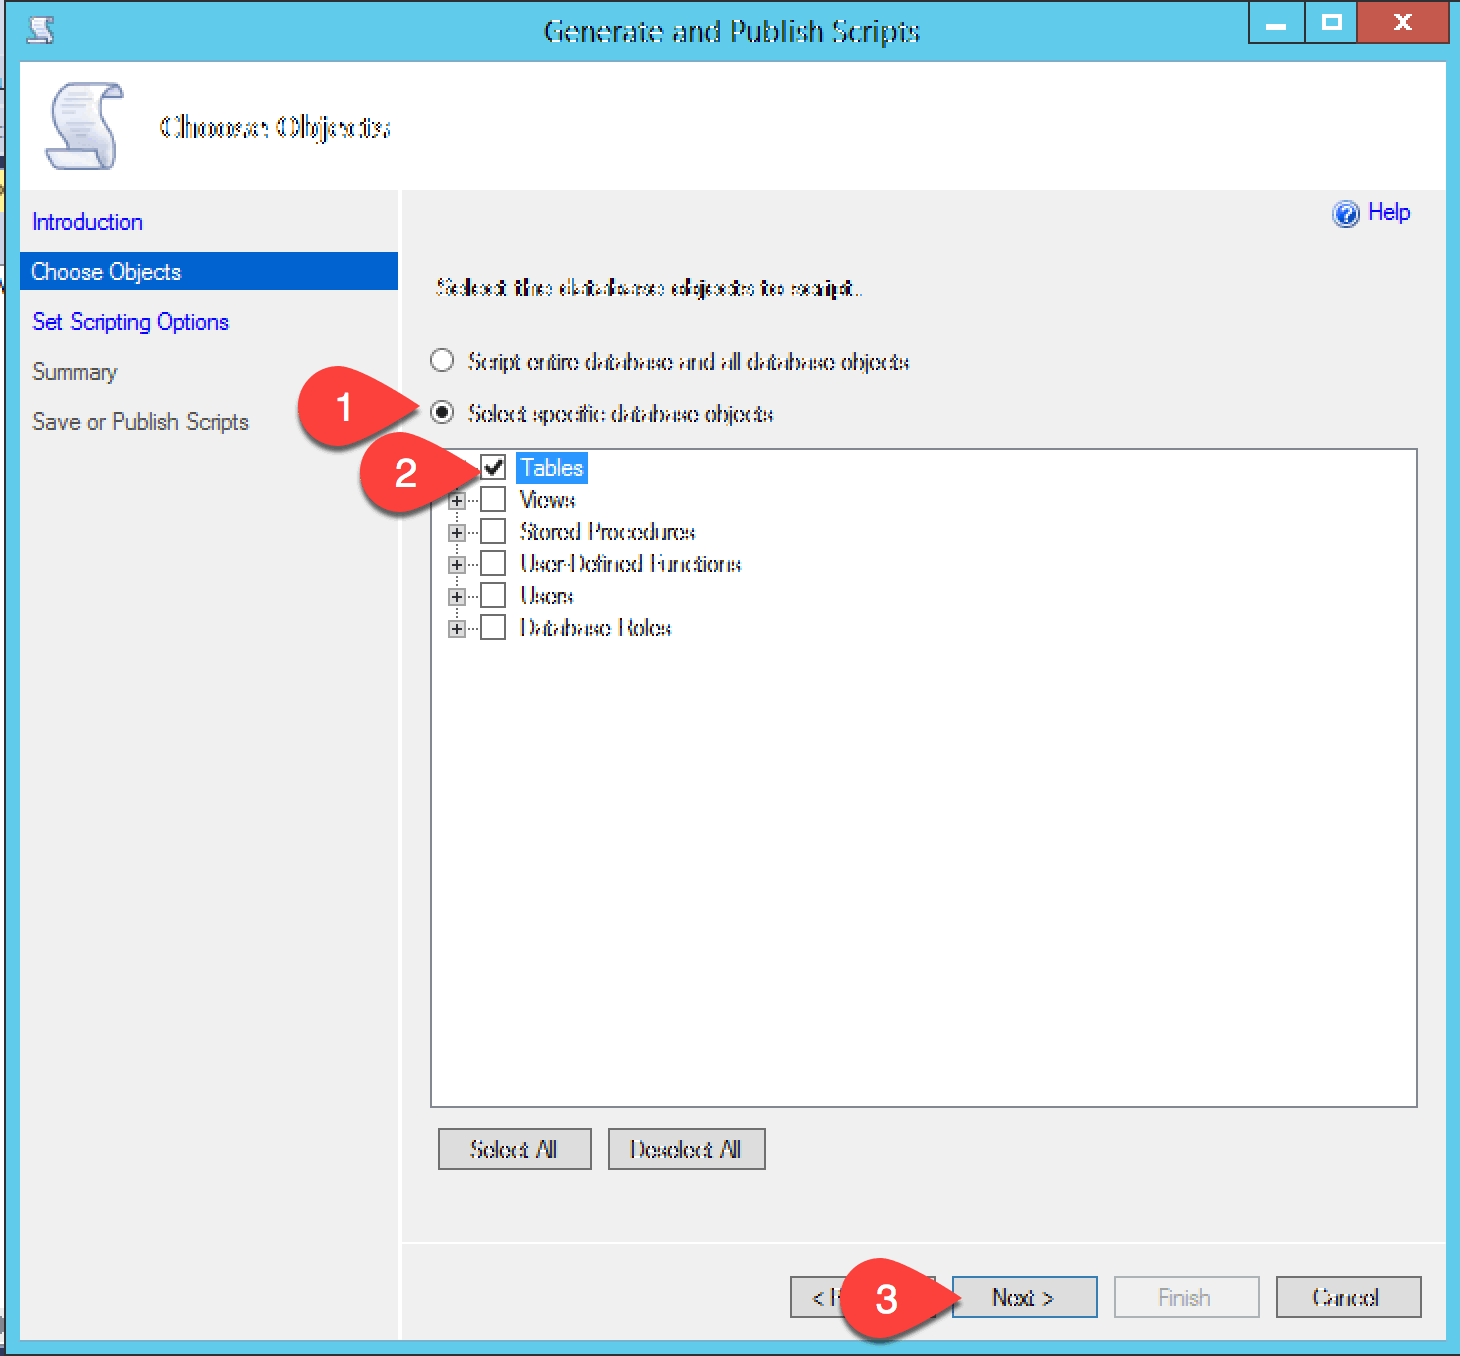 Generate and Publish Scripts
Choose Objects
Introduction
Choose Objects
Set Scripting Options
Summary
Save or Publish Scripts
Help
Select the database objects to script.
Script entire database and all database objects
1
Select specific database objects
2
Tables
Views
Stored Procedures
User-Defined Functions
Users
Database Roles
Select All
Deselect All
<
3
Next >
Finish
Cancel